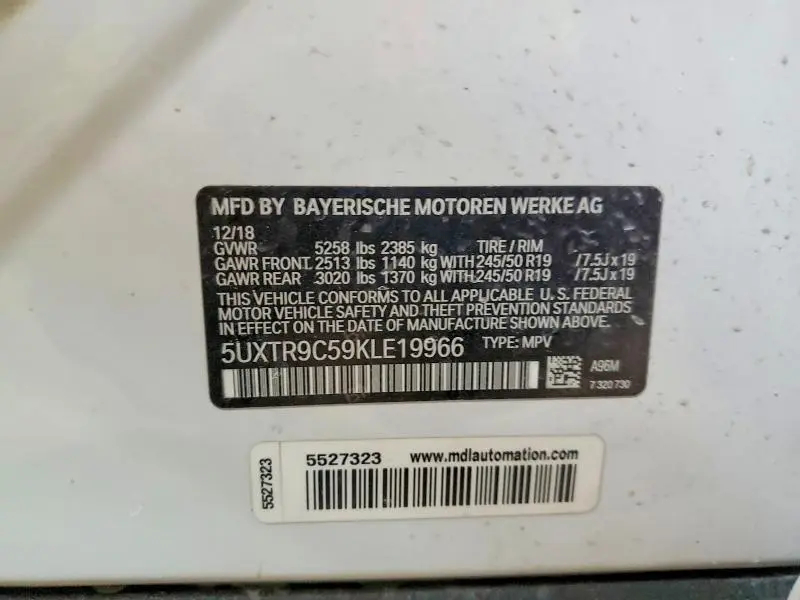 MFD BY BAYERISCHE MOTOREN WERKE AG
12/18
GVWR 5258 lbs 2385 kg TIRE / RIM
GAWR FRONT 2513 lbs 1140 kg WITH 245/50 R19 /7.5J x 19
GAWR REAR 3020 lbs 1370 kg WITH 245/50 R19 /7.5J x 19
THIS VEHICLE CONFORMS TO ALL APPLICABLE U.S. FEDERAL
MOTOR VEHICLE SAFETY AND THEFT PREVENTION STANDARDS
IN EFFECT ON THE DATE OF MANUFACTURE SHOWN ABOVE.
5UXTR9C59KLE19966 TYPE: MPV
A96M
7 320 730
5527323 www.mdlautomation.com
5527323